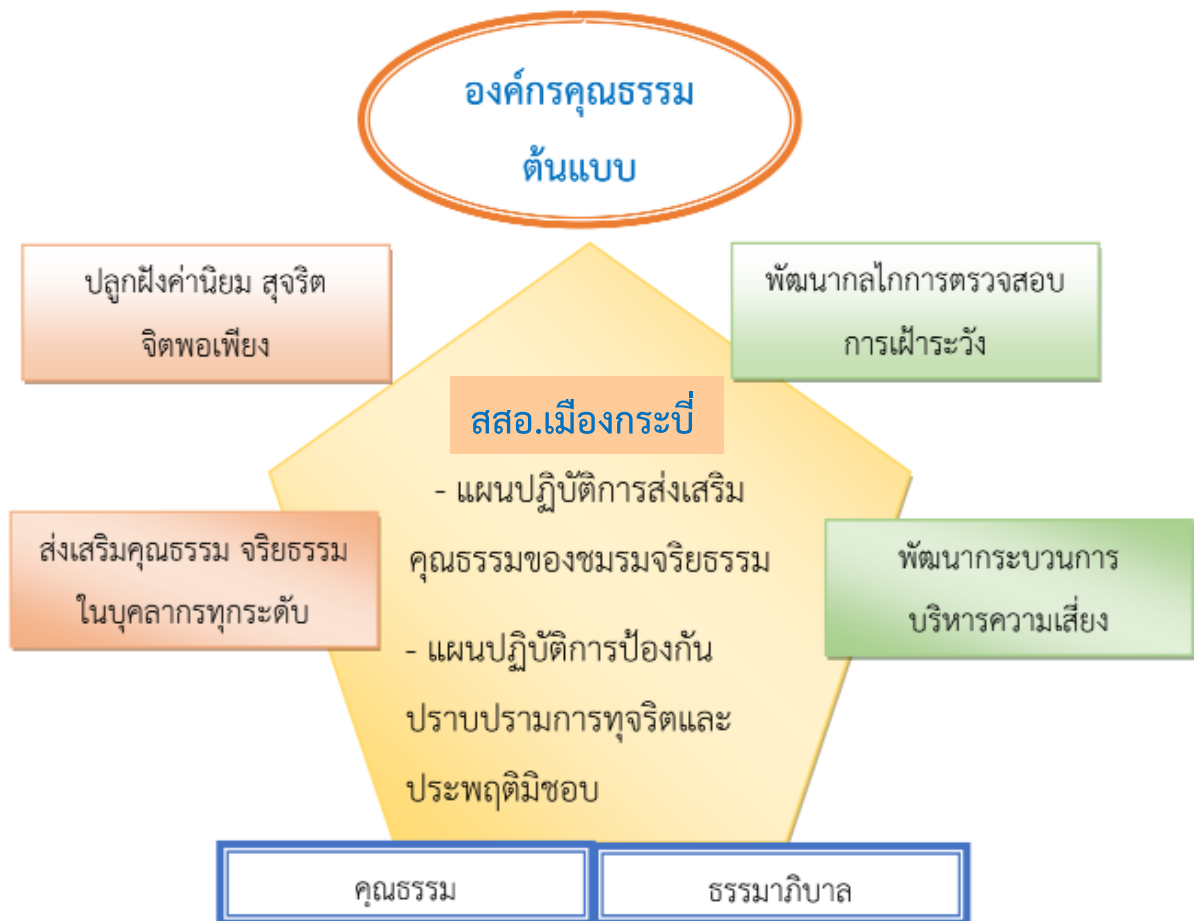 องค์กรคุณธรรม
ต้นแบบ
ปลูกฝังค่านิยม สุจริต
จิตพอเพียง
พัฒนากลไกการตรวจสอบ
การเฝ้าระวัง
สสอ.เมืองกระบี่
- แผนปฏิบัติการส่งเสริม
คุณธรรมของชมรมจริยธรรม
- แผนปฏิบัติการป้องกัน
ปราบปรามการทุจริตและ
ประพฤติมิชอบ
ส่งเสริมคุณธรรม จริยธรรม
ในบุคลากรทุกระดับ
พัฒนากระบวนการ
บริหารความเสี่ยง
คุณธรรม
ธรรมาภิบาล